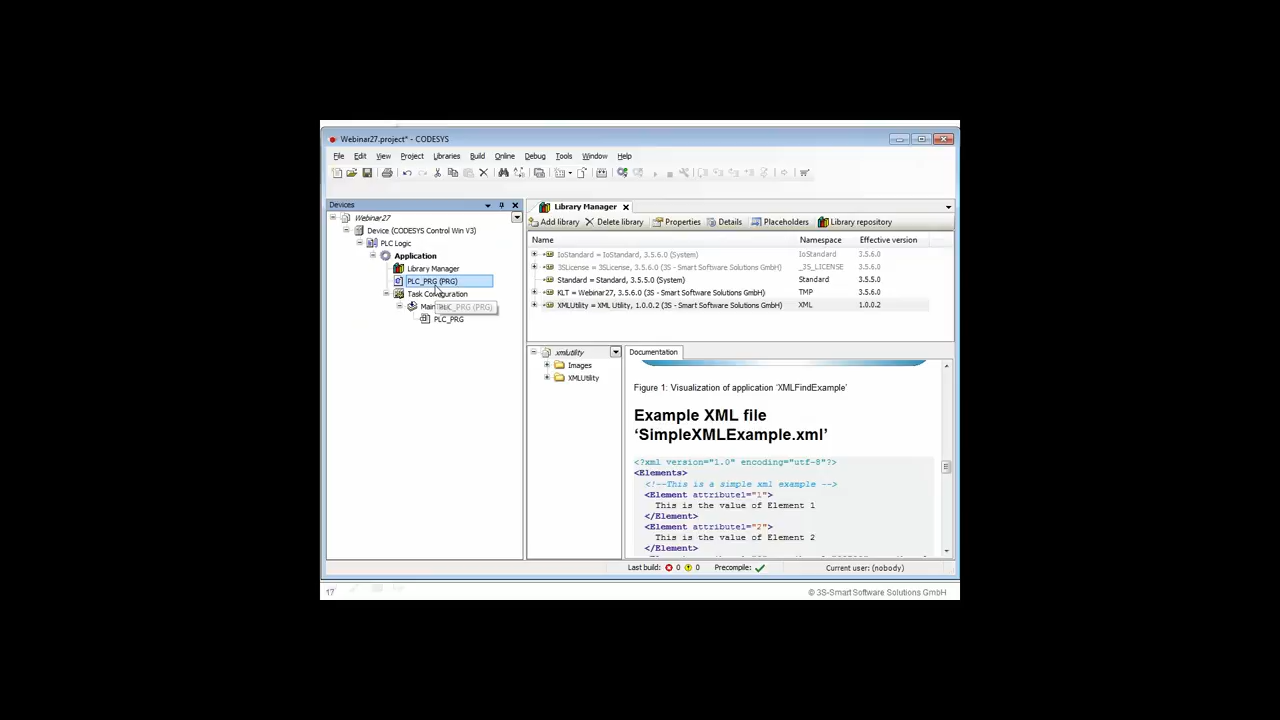 Webinar27.project* - CODESYS
File Edit View Project Libraries Build Online Debug Tools Window Help
Devices
Webinar27
Device (CODESYS Control Win V3)
PLC Logic
Application
Library Manager
PLC_PRG (PRG)
Task Configuration
PLC_PRG (PRG)
PLC_PRG
Library Manager
Add library Delete library Properties Details Placeholders Library repository
Name Namespace Effective version
IoStandard = IoStandard, 3.5.6.0 (System) IoStandard 3.5.6.0
3SLicense = 3SLicense, 3.5.6.0 (3S - Smart Software Solutions GmbH) _3S_LICENSE 3.5.6.0
Standard = Standard, 3.5.5.0 (System) Standard 3.5.5.0
KLT = Webinar27, 3.5.6.0 (3S - Smart Software Solutions GmbH) TMP 3.5.6.0
XMLUtility = XML Utility, 1.0.0.2 (3S - Smart Software Solutions GmbH) XML 1.0.0.2
xmlutility
Images
XMLUtility
Documentation
Figure 1: Visualization of application 'XMLFindExample'
Example XML file
‘SimpleXMLExample.xml’
<?xml version="1.0" encoding="utf-8"?>
<Elements>
<!--This is a simple xml example -->
<Element attribute1="1">
This is the value of Element 1
</Element>
<Element attribute1="2">
This is the value of Element 2
</Element>
Last build: 0 0 Precompile: Current user: (nobody)
17
© 3S-Smart Software Solutions GmbH